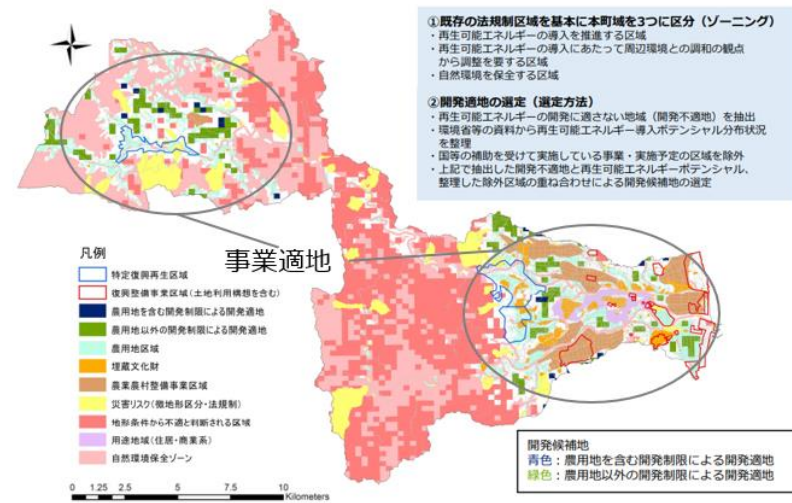 ①既存の法規制区域を基本に本町域を3つに区分（ゾーニング）
・再生可能エネルギーの導入を推進する区域
・再生可能エネルギーの導入にあたって周辺環境との調和の観点
から調整を要する区域
・自然環境を保全する区域
②開発適地の選定（選定方法）
・再生可能エネルギーの開発に適さない地域（開発不適地）を抽出
・環境省等の資料から再生可能エネルギー導入ポテンシャル分布状況
を整理
・国等の補助を受けて実施している事業・実施予定の区域を除外
・上記で抽出した開発不適地と再生可能エネルギーポテンシャル、
整理した除外区域の重ね合わせによる開発候補地の選定
事業適地
凡例
特定復興再生区域
復興整備事業区域（土地利用構想を含む）
農用地を含む開発制限による開発適地
農用地以外の開発制限による開発適地
農用地区域
埋蔵文化財
農業農村整備事業区域
災害リスク（微地形区分・法規制）
地形条件から不適と判断される区域
用途地域（住居・商業系）
自然環境保全ゾーン
0 1.25 2.5 5 7.5 10
Kilometers
開発候補地
青色：農用地を含む開発制限による開発適地
緑色：農用地以外の開発制限による開発適地